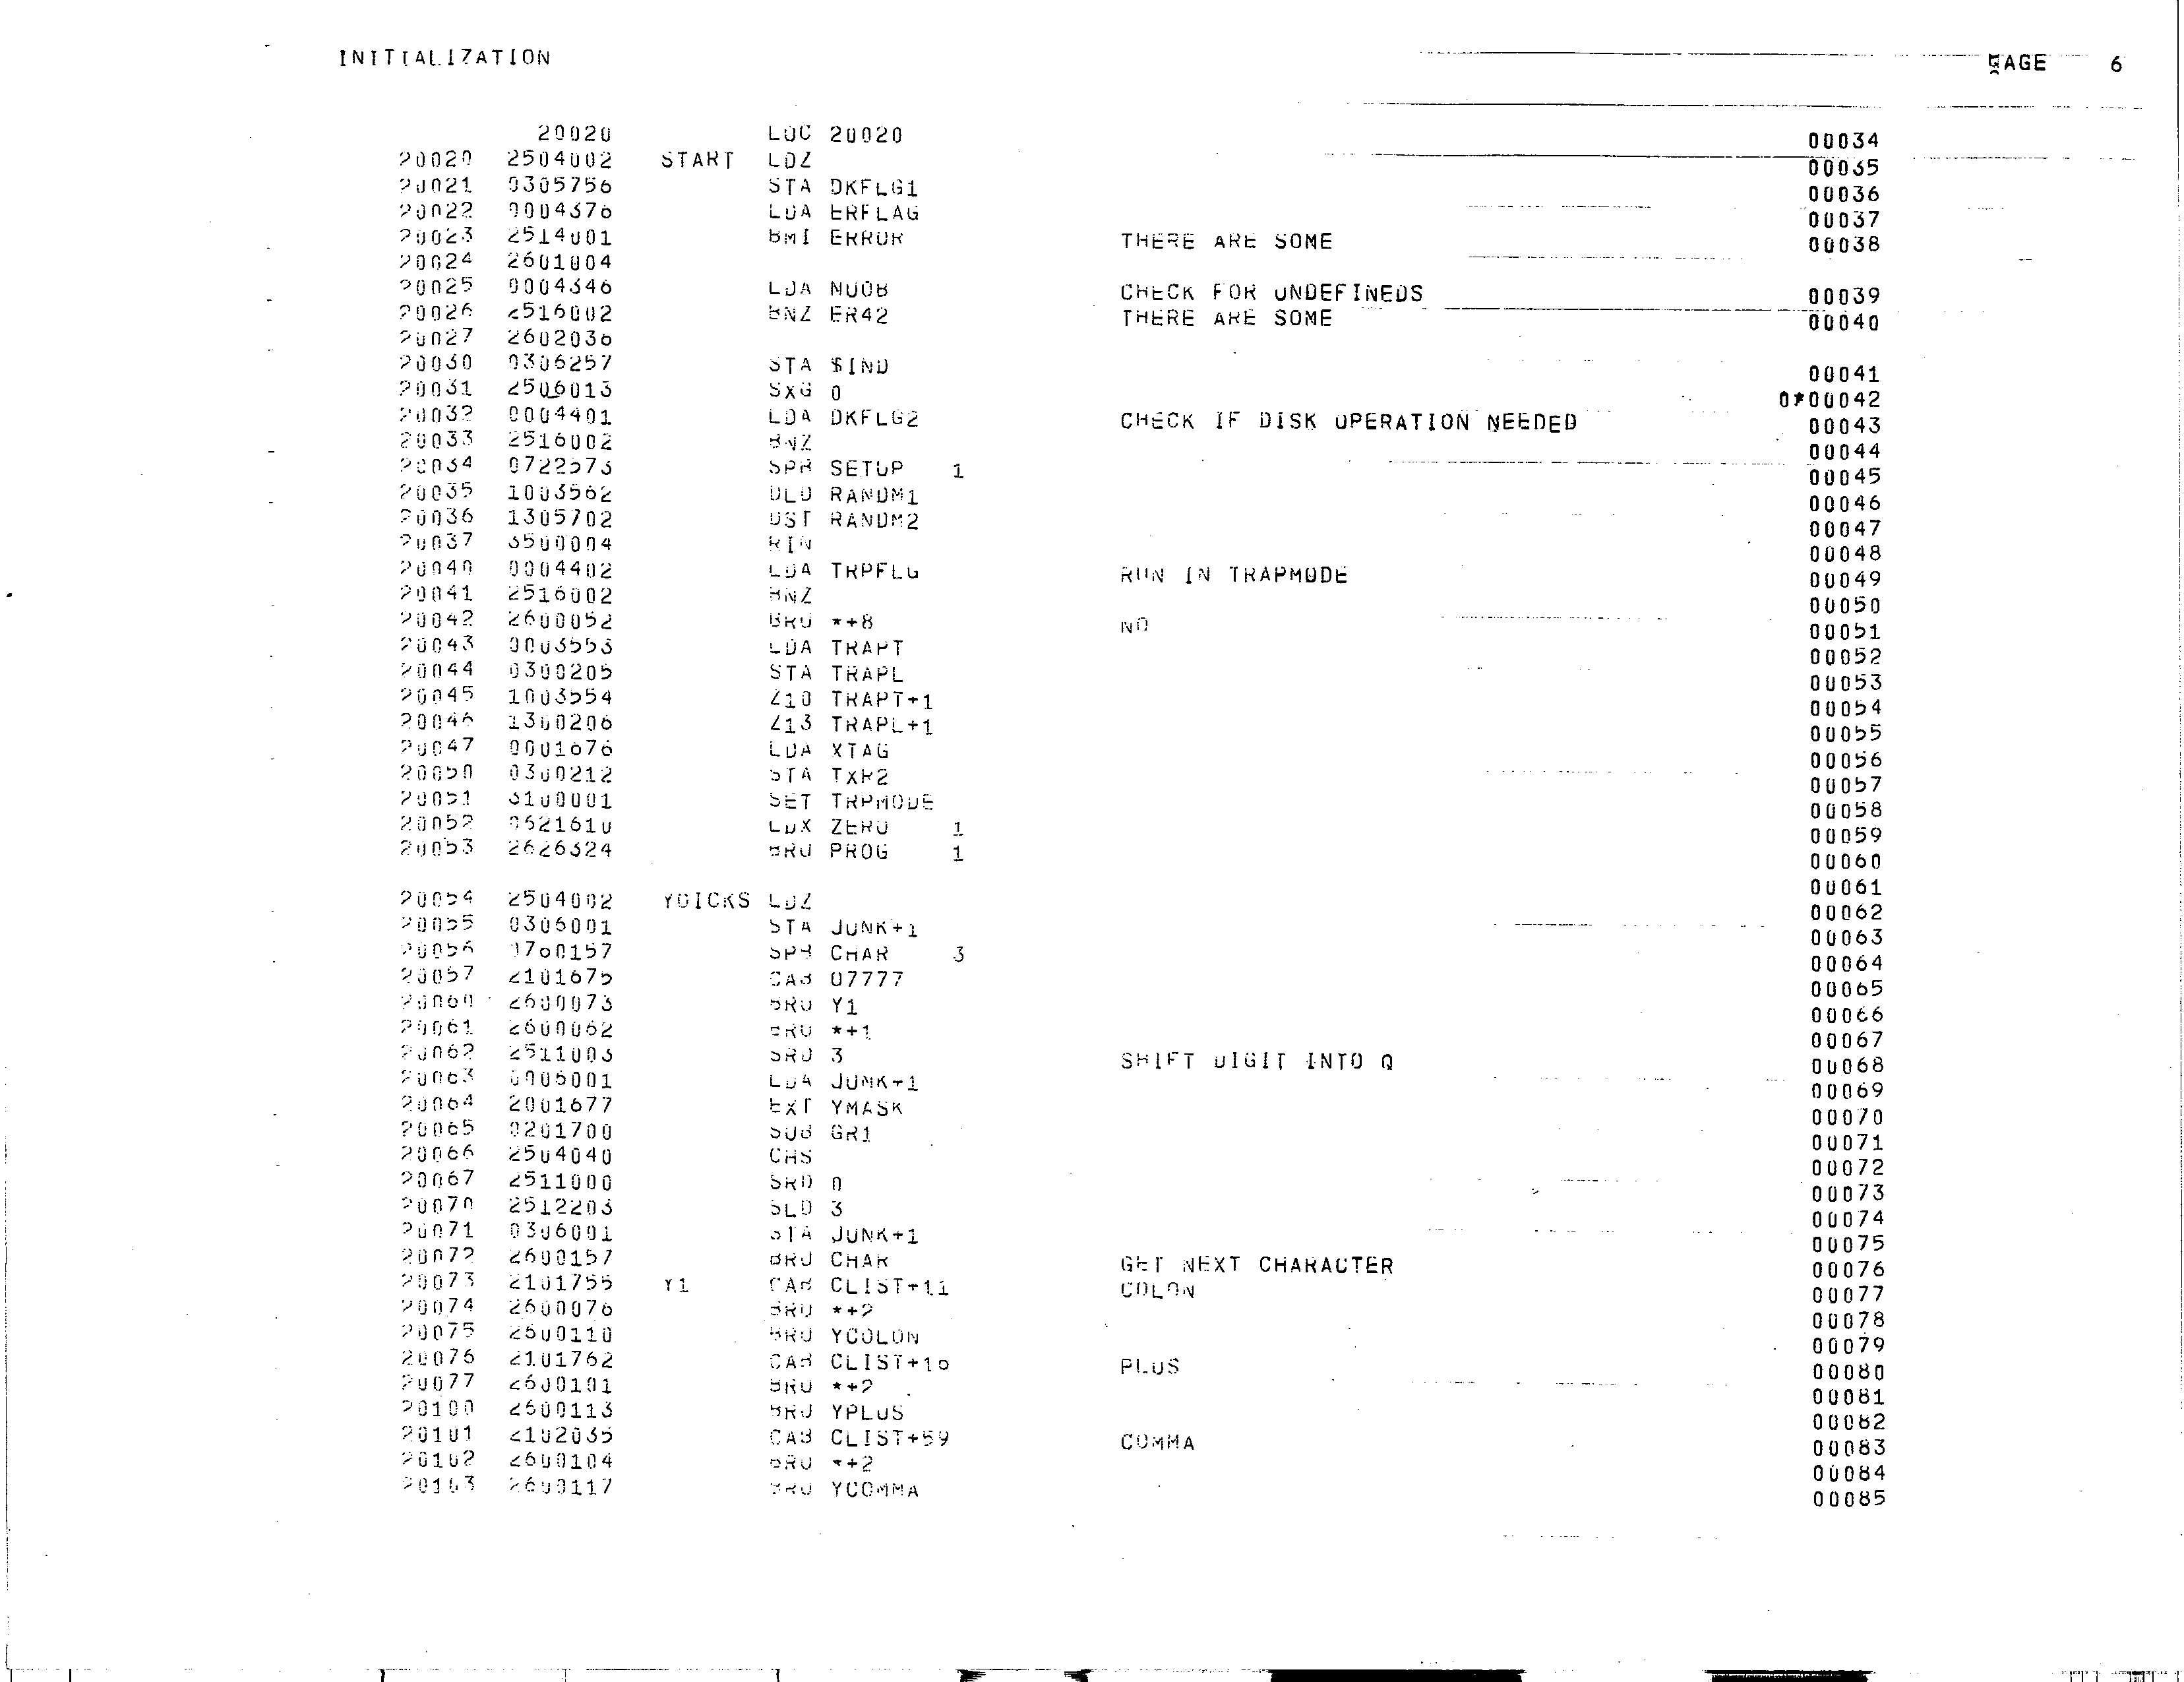 INITIALIZATION PAGE 6
20020 LOC 20020 00034
20020 2504002 START LDZ 00035
20021 0305756 STA DKFLG1 00036
20022 0004376 LDA ERFLAG 00037
20023 2514001 BMI ERROR THERE ARE SOME 00038
20024 2601004
20025 0004346 LDA NUOB CHECK FOR UNDEFINEDS 00039
20026 2516002 BNZ ER42 THERE ARE SOME 00040
20027 2602036
20030 0306257 STA $IND 00041
20031 2506013 SXG 0 0*00042
20032 0004401 LDA DKFLG2 CHECK IF DISK OPERATION NEEDED 00043
20033 2516002 BNZ 00044
20034 0722573 SPB SETUP 1 00045
20035 1003562 DLD RANDM1 00046
20036 1305702 DST RANDM2 00047
20037 3500004 RIN 00048
20040 0004402 LDA TRPFLG RUN IN TRAPMODE 00049
20041 2516002 BNZ 00050
20042 2600052 BRU *+8 NO 00051
20043 0003553 LDA TRAPT 00052
20044 0300205 STA TRAPL 00053
20045 1003554 Z10 TRAPT+1 00054
20046 1300206 Z13 TRAPL+1 00055
20047 0001676 LDA XTAG 00056
20050 0300212 STA TXR2 00057
20051 3100001 SET TRPMODE 00058
20052 0621610 LDX ZERO 1 00059
20053 2626324 BRU PROG 1 00060
00061
20054 2504002 YOICKS LDZ 00062
20055 0306001 STA JUNK+1 00063
20056 0760157 SPB CHAR 3 00064
20057 2101675 CAB O7777 00065
20060 2600073 BRU Y1 00066
20061 2600062 BRU *+1 00067
20062 2511003 SRD 3 SHIFT DIGIT INTO Q 00068
20063 0006001 LDA JUNK+1 00069
20064 2001677 EXT YMASK 00070
20065 0201700 SUB GR1 00071
20066 2504040 CHS 00072
20067 2511000 SRD 0 00073
20070 2512203 SLD 3 00074
20071 0306001 STA JUNK+1 00075
20072 2600157 BRU CHAR GET NEXT CHARACTER 00076
20073 2101755 Y1 CAB CLIST+11 COLON 00077
20074 2600076 BRU *+2 00078
20075 2600110 BRU YCOLON 00079
20076 2101762 CAB CLIST+16 PLUS 00080
20077 2600101 BRU *+2 00081
20100 2600113 BRU YPLUS 00082
20101 2102035 CAB CLIST+59 COMMA 00083
20102 2600104 BRU *+2 00084
20103 2600117 BRU YCOMMA 00085